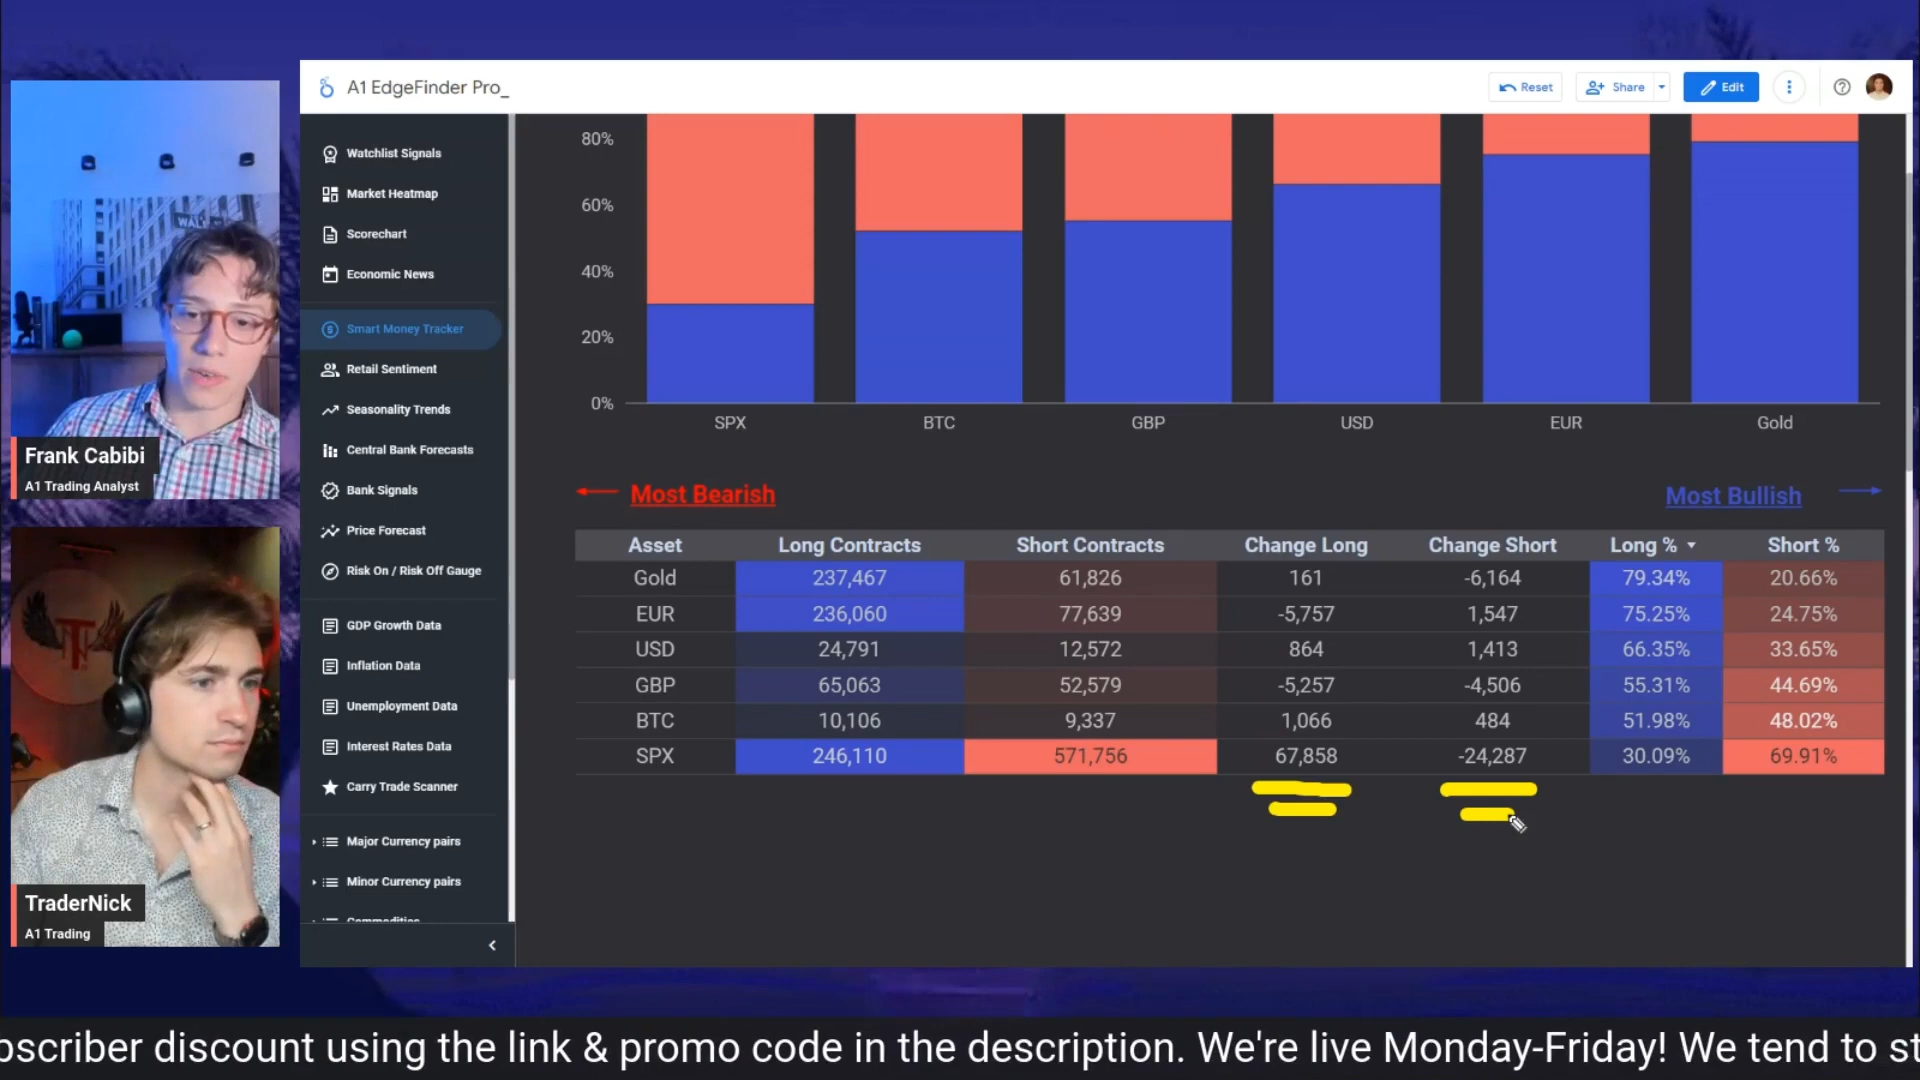 A1 EdgeFinder Pro_
Reset
Share
Edit
Watchlist Signals
Market Heatmap
Scorechart
Economic News
Smart Money Tracker
Retail Sentiment
Seasonality Trends
Central Bank Forecasts
Bank Signals
Price Forecast
Risk On / Risk Off Gauge
GDP Growth Data
Inflation Data
Unemployment Data
Interest Rates Data
Carry Trade Scanner
Major Currency pairs
Minor Currency pairs
Commodities
WALL
Frank Cabibi
A1 Trading Analyst
TraderNick
A1 Trading
80%
60%
40%
20%
0%
SPX BTC GBP USD EUR Gold
Most Bearish Most Bullish
Asset Long Contracts Short Contracts Change Long Change Short Long % Short %
Gold 237,467 61,826 161 -6,164 79.34% 20.66%
EUR 236,060 77,639 -5,757 1,547 75.25% 24.75%
USD 24,791 12,572 864 1,413 66.35% 33.65%
GBP 65,063 52,579 -5,257 -4,506 55.31% 44.69%
BTC 10,106 9,337 1,066 484 51.98% 48.02%
SPX 246,110 571,756 67,858 -24,287 30.09% 69.91%
bscriber discount using the link & promo code in the description. We're live Monday-Friday! We tend to st